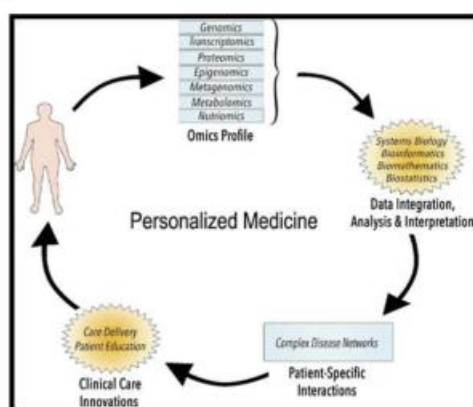 Genomics
Transcriptomics
Proteomics
Epigenomics
Metagenomics
Metabolomics
Nutriomics
Omics Profile
Systems Biology
Bioinformatics
Biomathematics
Biostatistics
Data Integration,
Analysis & Interpretation
Personalized Medicine
Complex Disease Networks
Patient-Specific
Interactions
Care Delivery
Patient Education
Clinical Care
Innovations